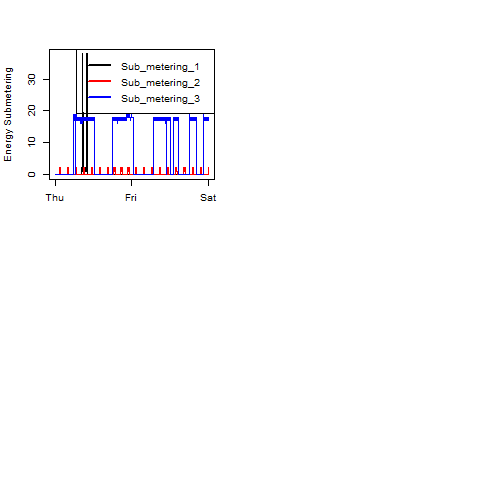 Energy Submetering
30
20
10
0
Sub_metering_1
Sub_metering_2
Sub_metering_3
Thu Fri Sat